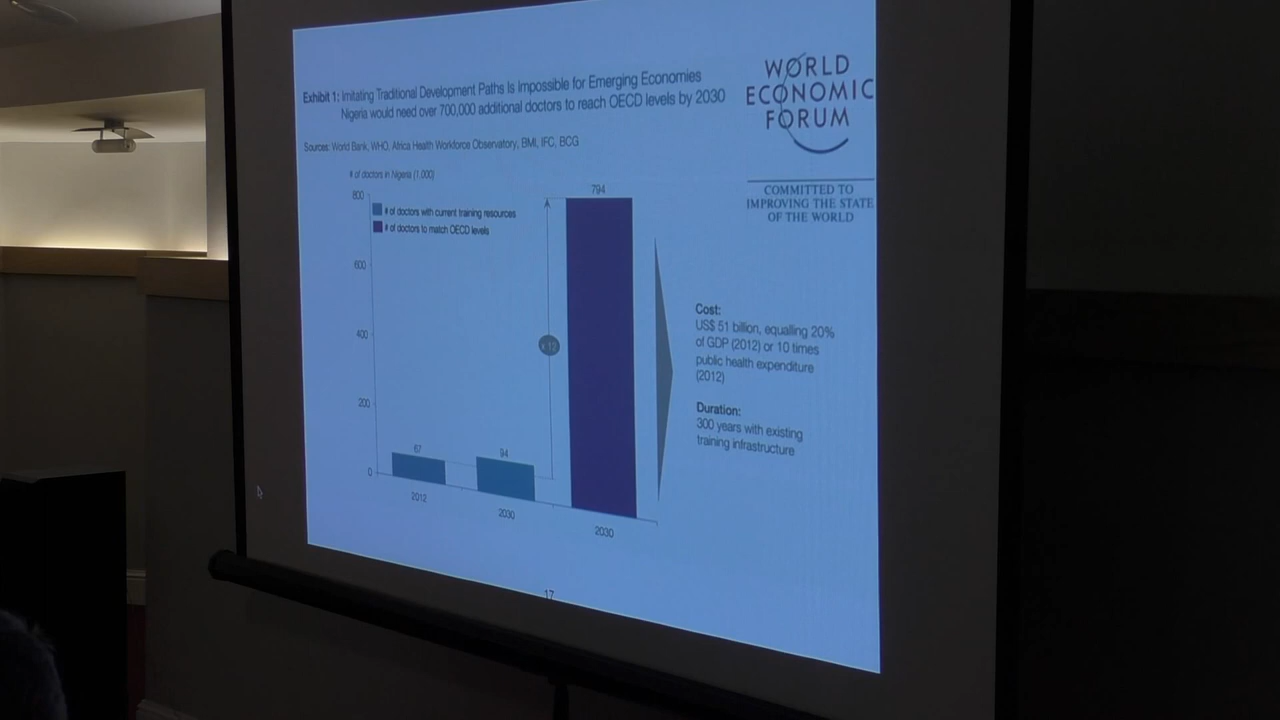 Exhibit 1: Imitating Traditional Development Paths Is Impossible for Emerging Economies
Nigeria would need over 700,000 additional doctors to reach OECD levels by 2030
Sources: World Bank, WHO, Africa Health Workforce Observatory, BMI, IFC, BCG
WORLD
ECONOMIC
FORUM
COMMITTED TO
IMPROVING THE STATE
OF THE WORLD
# of doctors in Nigeria (1,000)
800
600
400
200
0
# of doctors with current training resources
# of doctors to match OECD levels
67
94
794
2012
2030
2030
Cost:
US$ 51 billion, equalling 20%
of GDP (2012) or 10 times
public health expenditure
(2012)
Duration:
300 years with existing
training infrastructure
17